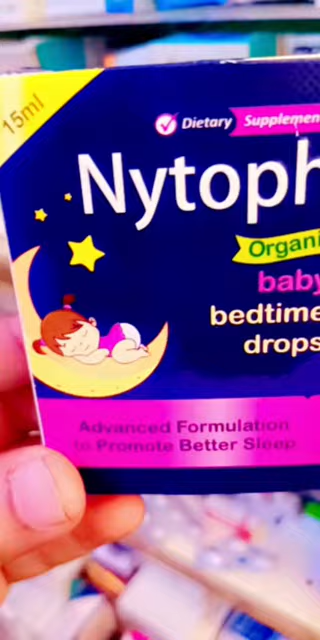 15ml
Dietary Supplemen
Nytoph
Organi
baby
bedtime
drops
Advanced Formulation
to Promote Better Sleep